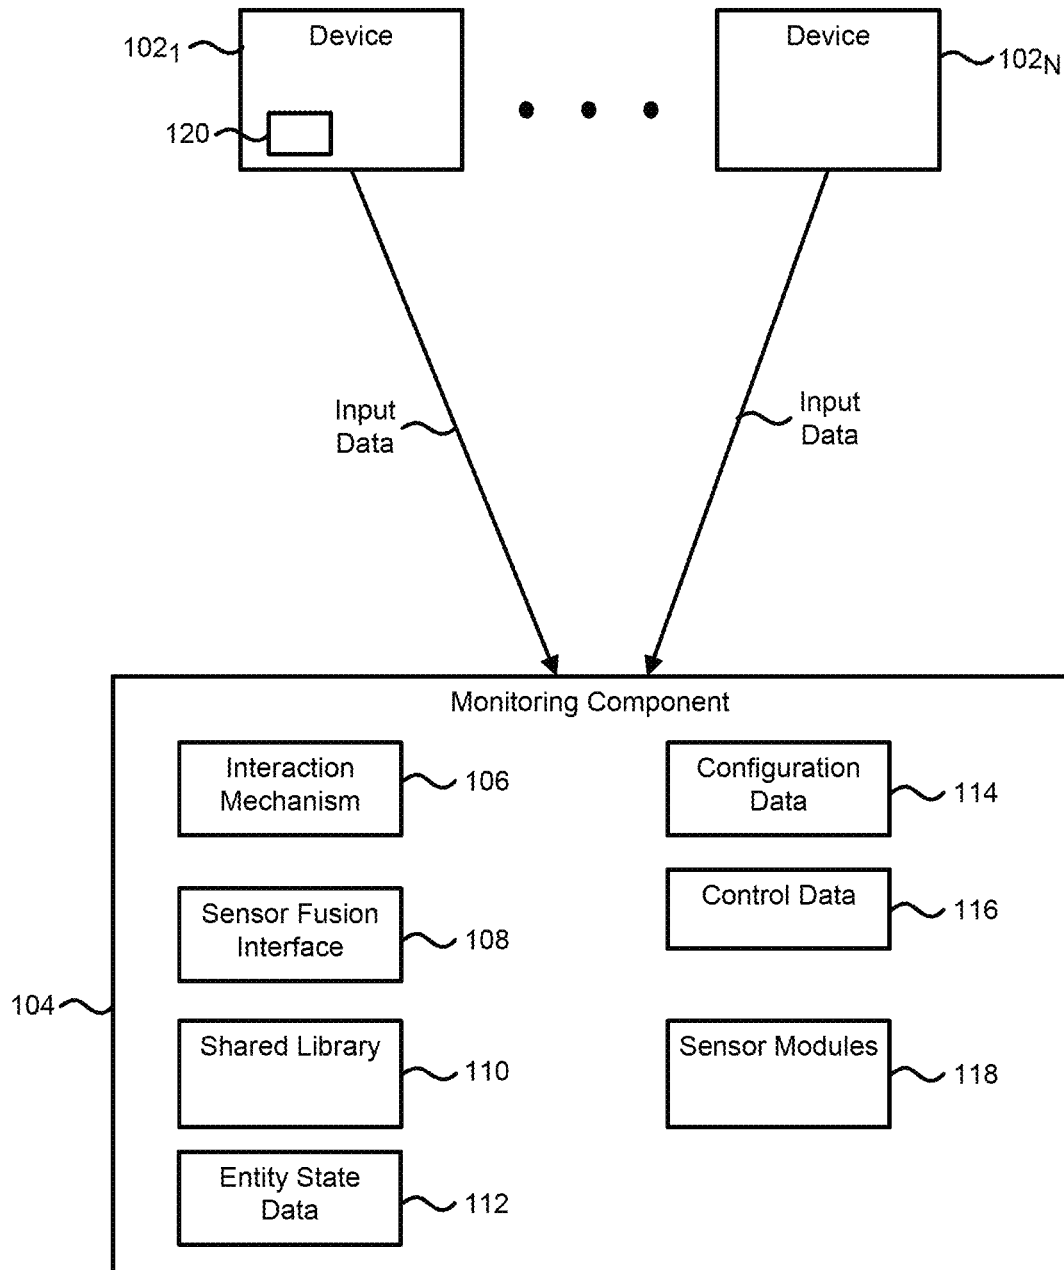 Device
Device
102₁
102N
120
Input
Data
Input
Data
Monitoring Component
Interaction
Mechanism
106
Configuration
Data
114
Sensor Fusion
Interface
108
Control Data
116
104
Shared Library
110
Sensor Modules
118
Entity State
Data
112